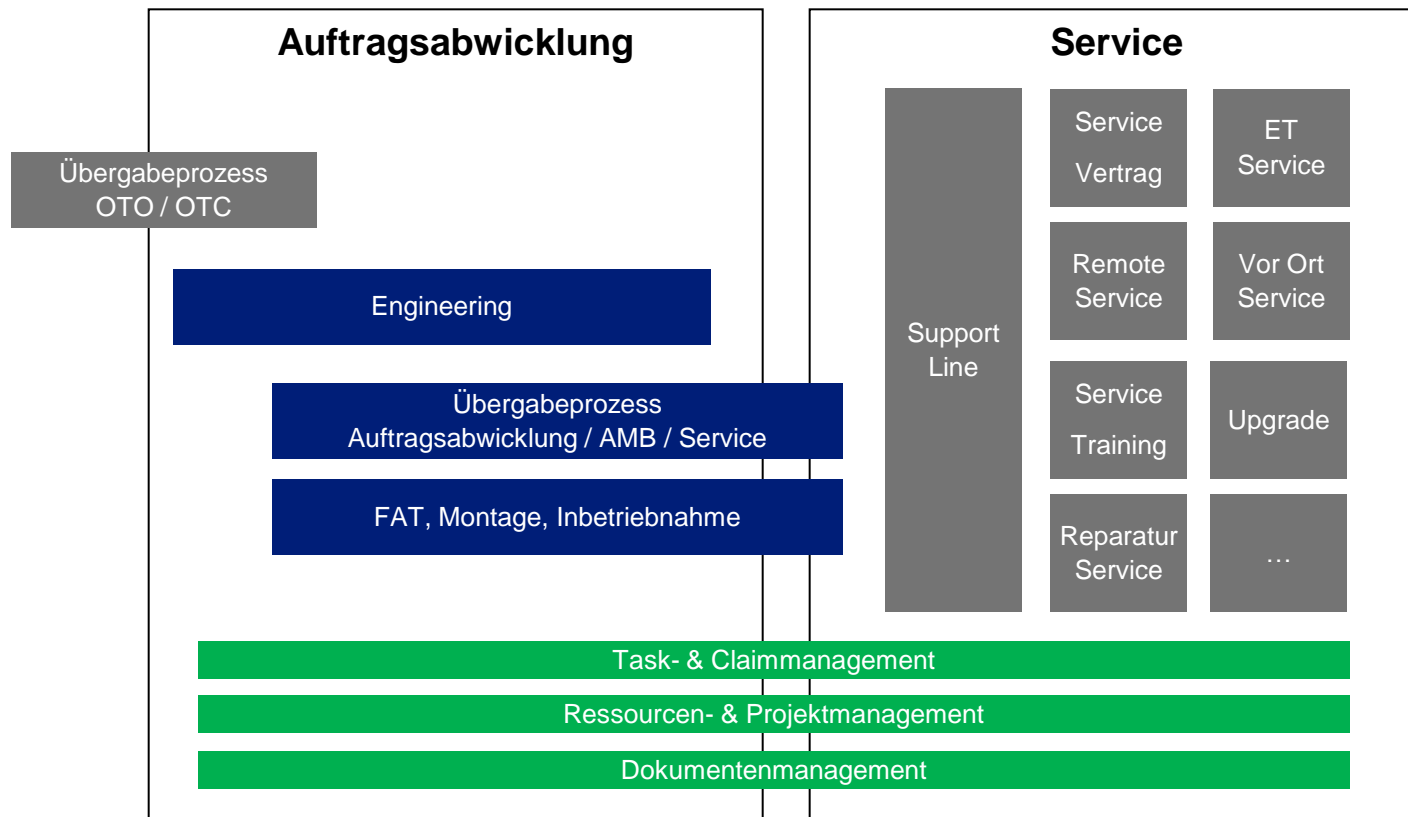 Auftragsabwicklung
Service
Übergabeprozess
OTO / OTC
Engineering
Übergabeprozess
Auftragsabwicklung / AMB / Service
FAT, Montage, Inbetriebnahme
Support
Line
Service
Vertrag
ET
Service
Remote
Service
Vor Ort
Service
Service
Training
Upgrade
Reparatur
Service
…
Task- & Claimmanagement
Ressourcen- & Projektmanagement
Dokumentenmanagement